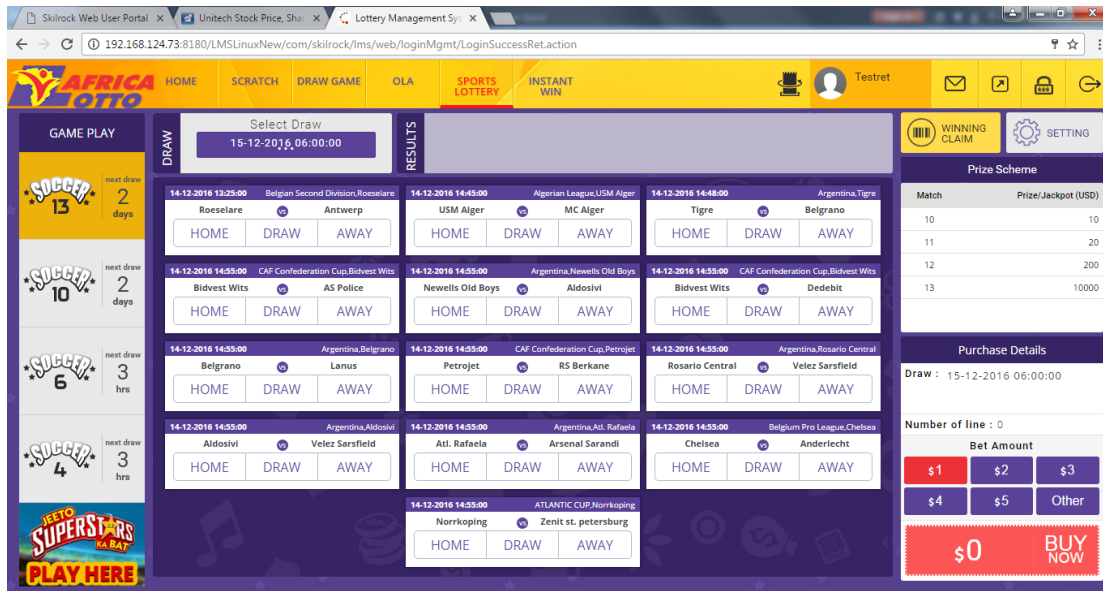 Skilrock Web User Portal
Unitech Stock Price, Shar
Lottery Management Sys
192.168.124.73:8180/LMSLinuxNew/com/skilrock/lms/web/loginMgmt/LoginSuccessRet.action
AFRICA
OTTO
HOME
SCRATCH
DRAW GAME
OLA
SPORTS
LOTTERY
INSTANT
WIN
Testret
GAME PLAY
SOCCER
13
next draw
2
days
SOCCER
10
next draw
2
days
SOCCER
6
next draw
3
hrs
SOCCER
4
next draw
3
hrs
JEETO
SUPERSTARS
KA BAT
PLAY HERE
DRAW
Select Draw
15-12-2016 06:00:00
RESULTS
14-12-2016 13:25:00 Belgian Second Division,Roeselare
Roeselare vs Antwerp
HOME DRAW AWAY
14-12-2016 14:45:00 Algerian League,USM Alger
USM Alger vs MC Alger
HOME DRAW AWAY
14-12-2016 14:48:00 Argentina,Tigre
Tigre vs Belgrano
HOME DRAW AWAY
14-12-2016 14:55:00 CAF Confederation Cup,Bidvest Wits
Bidvest Wits vs AS Police
HOME DRAW AWAY
14-12-2016 14:55:00 Argentina,Newells Old Boys
Newells Old Boys vs Aldosivi
HOME DRAW AWAY
14-12-2016 14:55:00 CAF Confederation Cup,Bidvest Wits
Bidvest Wits vs Dedebit
HOME DRAW AWAY
14-12-2016 14:55:00 Argentina,Belgrano
Belgrano vs Lanus
HOME DRAW AWAY
14-12-2016 14:55:00 CAF Confederation Cup,Petrojet
Petrojet vs RS Berkane
HOME DRAW AWAY
14-12-2016 14:55:00 Argentina,Rosario Central
Rosario Central vs Velez Sarsfield
HOME DRAW AWAY
14-12-2016 14:55:00 Argentina,Aldosivi
Aldosivi vs Velez Sarsfield
HOME DRAW AWAY
14-12-2016 14:55:00 Argentina,Atl. Rafaela
Atl. Rafaela vs Arsenal Sarandi
HOME DRAW AWAY
14-12-2016 14:55:00 Belgium Pro League,Chelsea
Chelsea vs Anderlecht
HOME DRAW AWAY
14-12-2016 14:55:00 ATLANTIC CUP,Norrkoping
Norrkoping vs Zenit st. petersburg
HOME DRAW AWAY
WINNING
CLAIM
SETTING
Prize Scheme
Match Prize/Jackpot (USD)
10 10
11 20
12 200
13 10000
Purchase Details
Draw : 15-12-2016 06:00:00
Number of line : 0
Bet Amount
$1 $2 $3
$4 $5 Other
$0 BUY
NOW